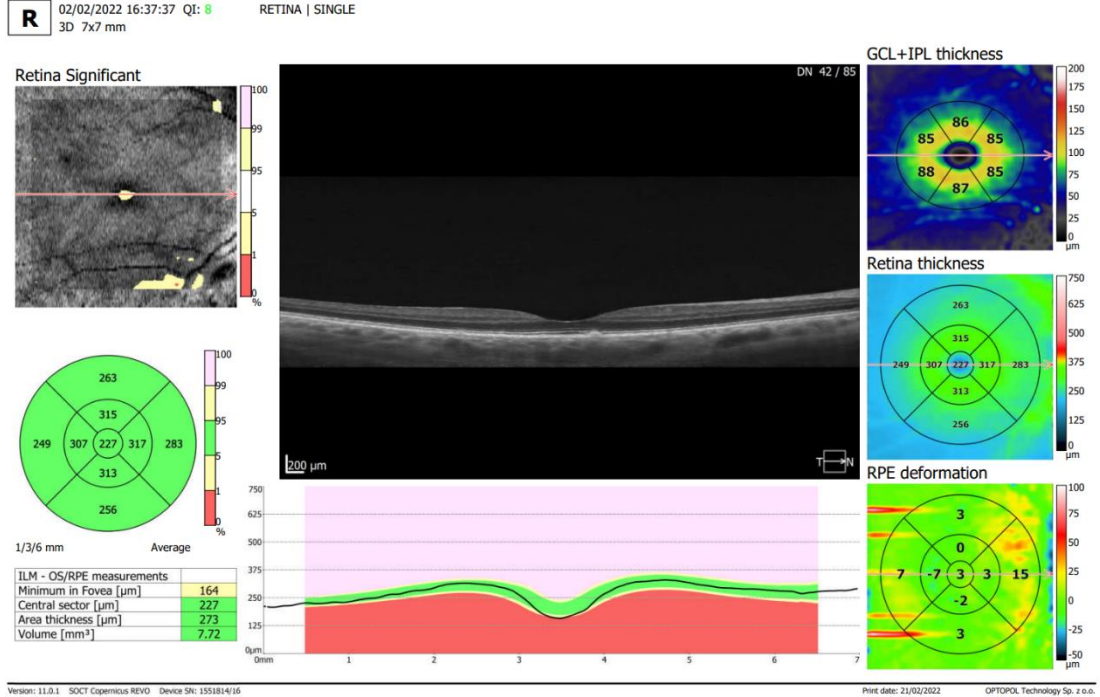 R
02/02/2022 16:37:37 QI: 8
RETINA | SINGLE
3D 7x7 mm
Retina Significant
100
99
95
5
1
0
%
DN 42 / 85
200 µm
T N
GCL+IPL thickness
86
85 85
88 85
87
200
175
150
125
100
75
50
25
0
µm
Retina thickness
263
315
249 307 227 317 283
313
256
750
625
500
375
250
125
0
µm
RPE deformation
3
0
7 -7 3 3 15
-2
3
100
75
50
25
0
-25
-50
µm
263
315
249 307 227 317 283
313
256
100
99
95
5
1
0
%
1/3/6 mm Average
ILM - OS/RPE measurements
Minimum in Fovea [µm] 164
Central sector [µm] 227
Area thickness [µm] 273
Volume [mm³] 7.72
750
625
500
375
250
125
0µm
0mm 1 2 3 4 5 6 7
Version: 11.0.1 SOCT Copernicus REVO Device SN: 1551814/16
Print date: 21/02/2022 OPTOPOL Technology Sp. z o.o.